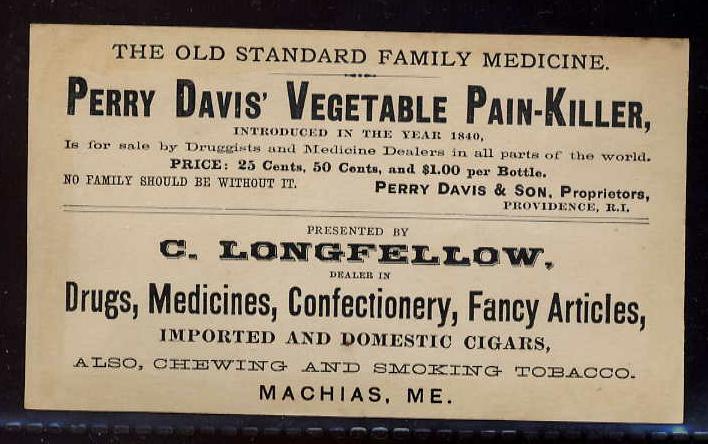 THE OLD STANDARD FAMILY MEDICINE.
PERRY DAVIS' VEGETABLE PAIN-KILLER,
INTRODUCED IN THE YEAR 1840,
Is for sale by Druggists and Medicine Dealers in all parts of the world.
PRICE: 25 Cents, 50 Cents, and $1.00 per Bottle.
NO FAMILY SHOULD BE WITHOUT IT.
PERRY DAVIS & SON, Proprietors,
PROVIDENCE, R.I.
PRESENTED BY
C. LONGFELLOW,
DEALER IN
Drugs, Medicines, Confectionery, Fancy Articles,
IMPORTED AND DOMESTIC CIGARS,
ALSO, CHEWING AND SMOKING TOBACCO.
MACHIAS, ME.